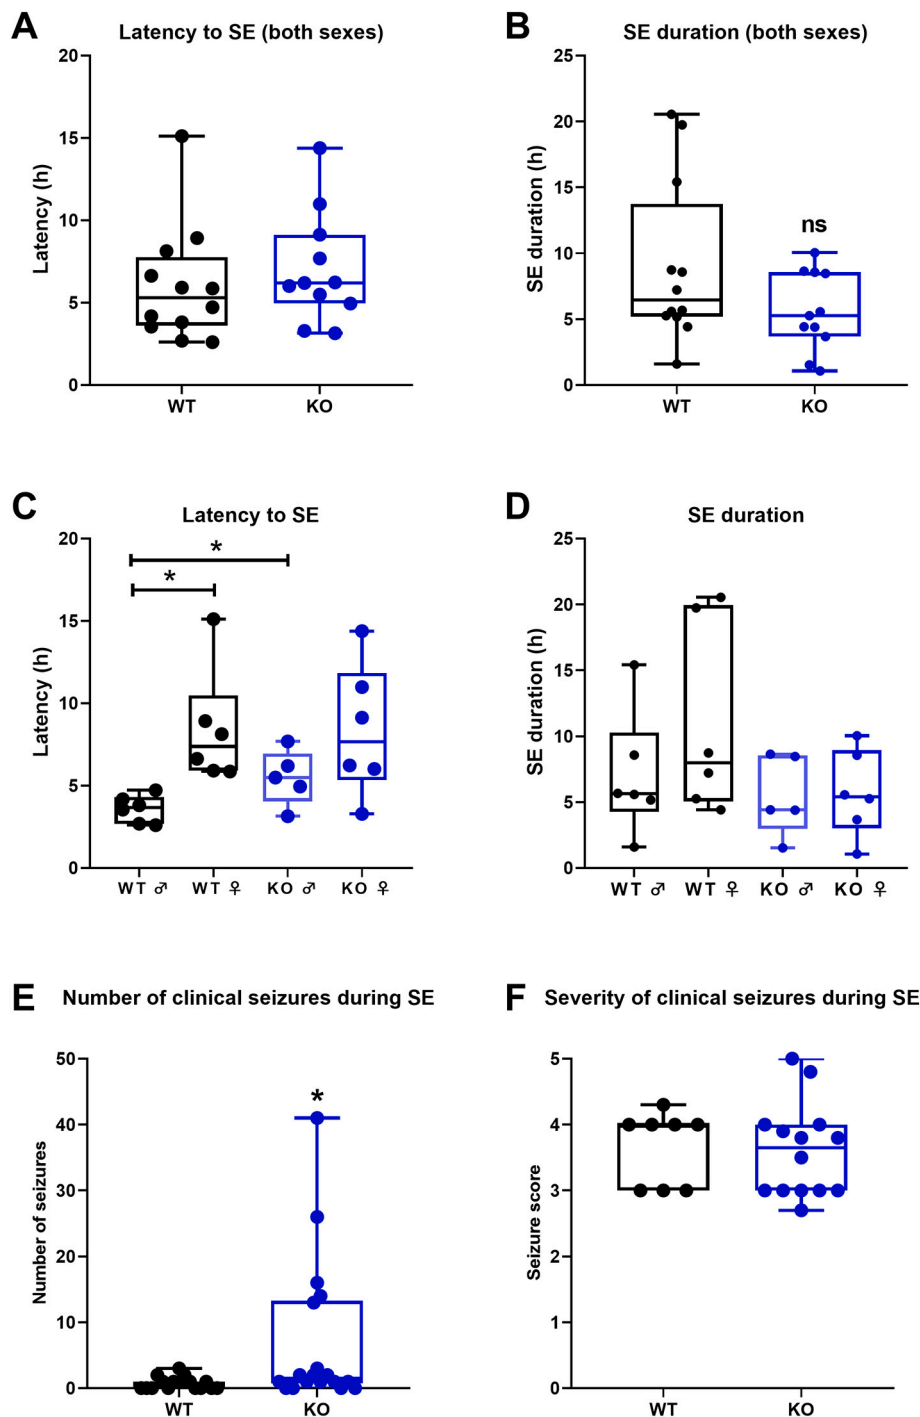 A
Latency to SE (both sexes)
20
15
10
5
0
Latency (h)
WT
KO
B
SE duration (both sexes)
25
20
15
10
5
0
SE duration (h)
ns
WT
KO
C
Latency to SE
20
15
10
5
0
Latency (h)
*
*
WT ♂
WT ♀
KO ♂
KO ♀
D
SE duration
25
20
15
10
5
0
SE duration (h)
WT ♂
WT ♀
KO ♂
KO ♀
E
Number of clinical seizures during SE
50
40
30
20
10
0
Number of seizures
*
WT
KO
F
Severity of clinical seizures during SE
5
4
3
2
1
0
Seizure score
WT
KO